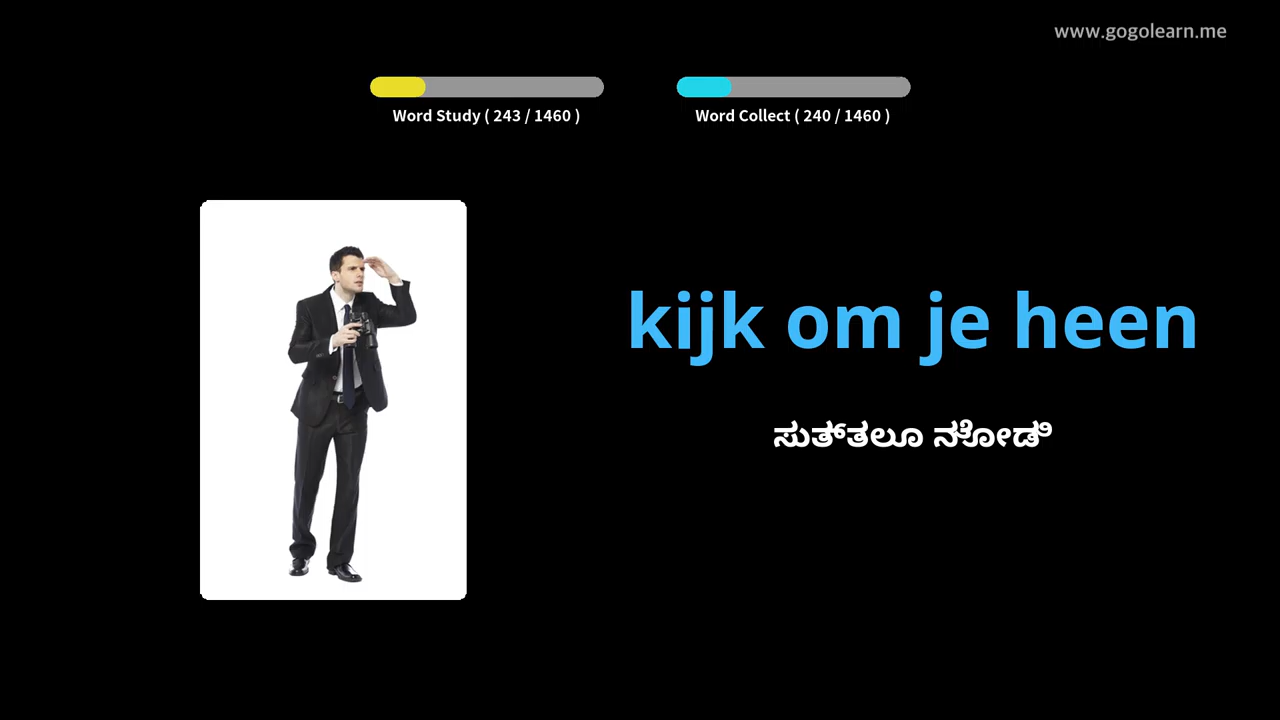 www.gogolearn.me
Word Study ( 243 / 1460 )
Word Collect ( 240 / 1460 )
kijk om je heen
ಸುತ್ತಲೂ ನೋಡಿ